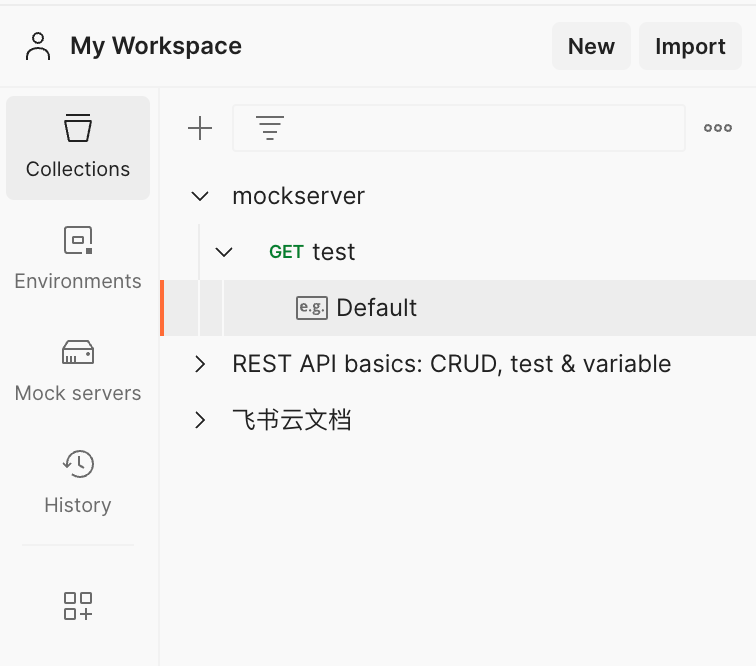 My Workspace
New
Import
Collections
Environments
Mock servers
History
mockserver
GET test
e.g. Default
REST API basics: CRUD, test & variable
飞书云文档